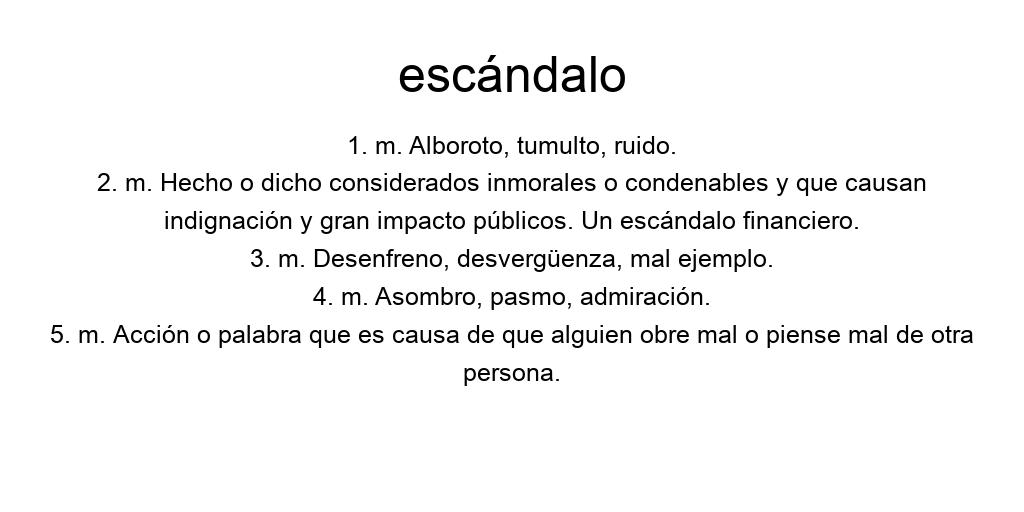 escándalo
1. m. Alboroto, tumulto, ruido.
2. m. Hecho o dicho considerados inmorales o condenables y que causan
indignación y gran impacto públicos. Un escándalo financiero.
3. m. Desenfreno, desvergüenza, mal ejemplo.
4. m. Asombro, pasmo, admiración.
5. m. Acción o palabra que es causa de que alguien obre mal o piense mal de otra
persona.